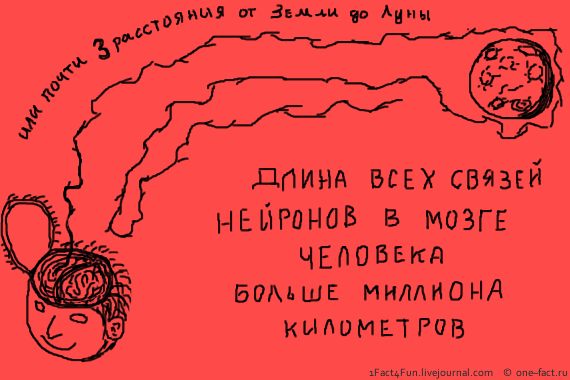 или почти 3 расстояния от Земли до Луны
ДЛИНА ВСЕХ СВЯЗЕЙ
НЕЙРОНОВ В МОЗГЕ
ЧЕЛОВЕКА
БОЛЬШЕ МИЛЛИОНА
КИЛОМЕТРОВ
1Fact4Fun.livejournal.com © one-fact.ru